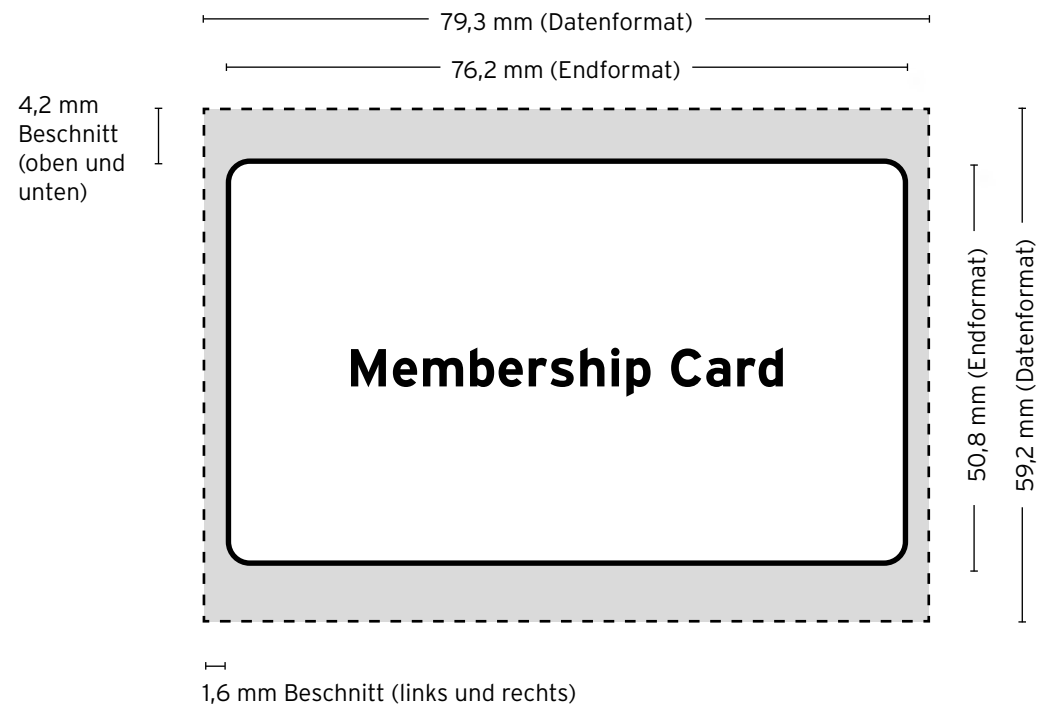 79,3 mm (Datenformat)
76,2 mm (Endformat)
4,2 mm
Beschnitt
(oben und
unten)
Membership Card
50,8 mm (Endformat)
59,2 mm (Datenformat)
1,6 mm Beschnitt (links und rechts)